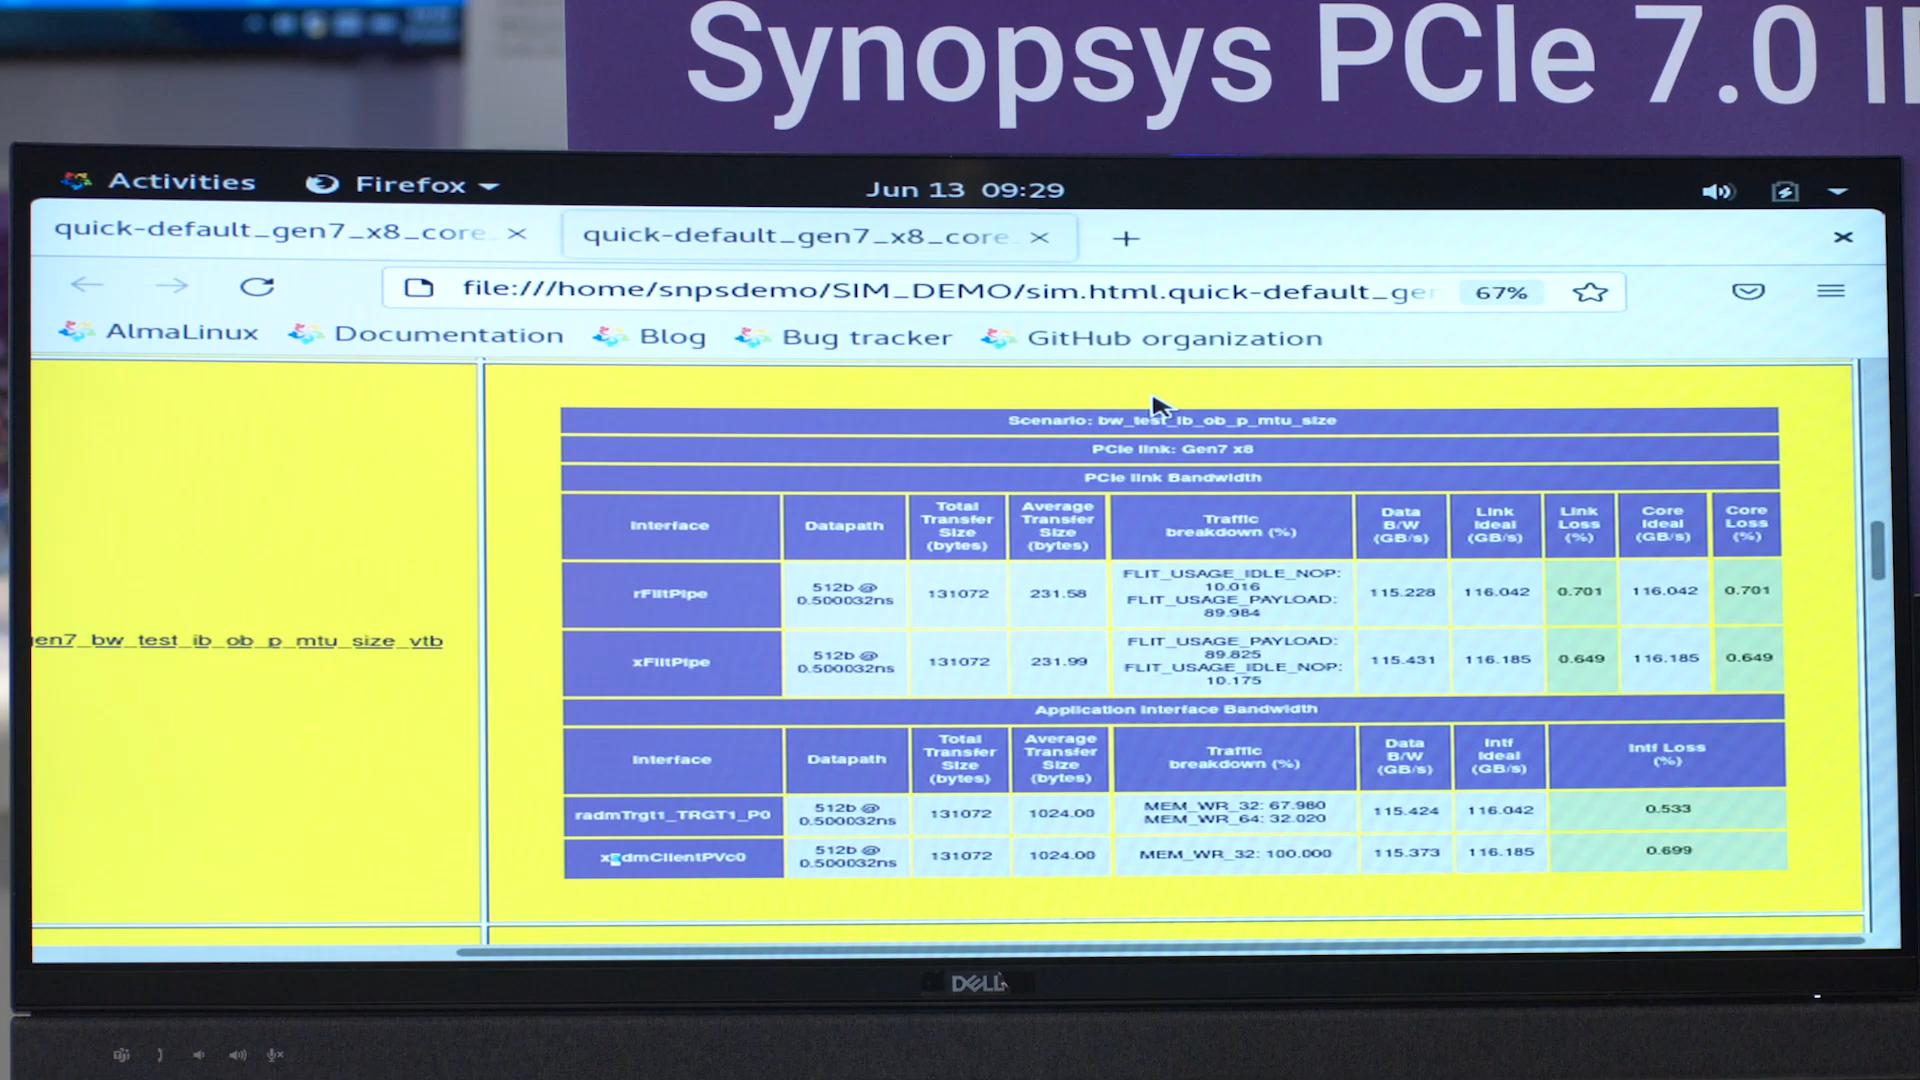 Synopsys PCIe 7.0
Activities Firefox Jun 13 09:29
quick-default_gen7_x8_core quick-default_gen7_x8_core
file:///home/snpsdemo/SIM_DEMO/sim.html.quick-default_ge 67%
AlmaLinux Documentation Blog Bug tracker GitHub organization
gen7_bw_test_ib_ob_p_mtu_size_vtb
Scenario: bw_test_ib_ob_p_mtu_size
PCIe link: Gen7 x8
PCIe link Bandwidth
Interface Datapath Total Transfer Size (bytes) Average Transfer Size (bytes) Traffic breakdown (%) Data B/W (GB/s) Link Ideal (GB/s) Link Loss (%) Core Ideal (GB/s) Core Loss (%)
rFlitPipe 512b @ 0.500032ns 131072 231.58 FLIT_USAGE_IDLE_NOP: 10.016 FLIT_USAGE_PAYLOAD: 89.984 115.228 116.042 0.701 116.042 0.701
xFlitPipe 512b @ 0.500032ns 131072 231.99 FLIT_USAGE_PAYLOAD: 89.825 FLIT_USAGE_IDLE_NOP: 10.175 115.431 116.185 0.649 116.185 0.649
Application Interface Bandwidth
Interface Datapath Total Transfer Size (bytes) Average Transfer Size (bytes) Traffic breakdown (%) Data B/W (GB/s) Intf Ideal (GB/s) Intf Loss (%)
radmTrgt1_TRGT1_P0 512b @ 0.500032ns 131072 1024.00 MEM_WR_32: 67.980 MEM_WR_64: 32.020 115.424 116.042 0.533
xadmClientPVc0 512b @ 0.500032ns 131072 1024.00 MEM_WR_32: 100.000 115.373 116.185 0.699
DELL